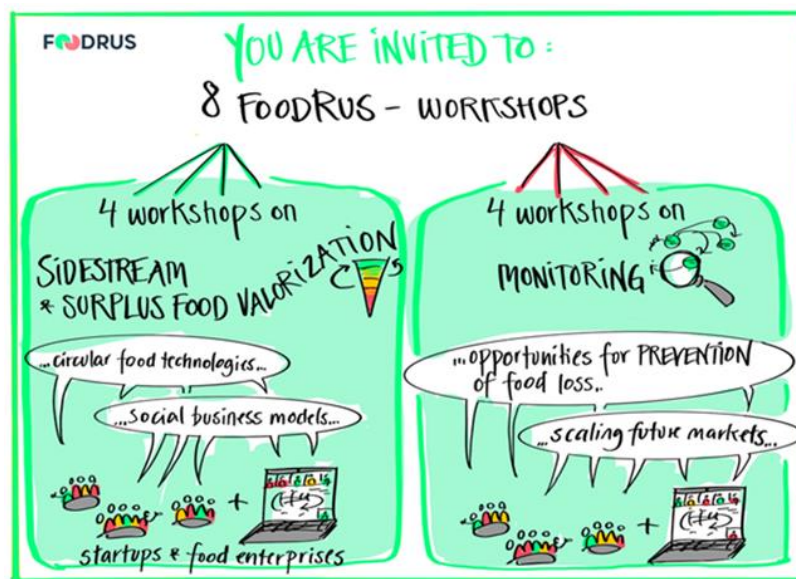 FOODRUS
YOU ARE INVITED TO:
8 FOODRUS - WORKSHOPS
4 workshops on
SIDESTREAM
& SURPLUS FOOD VALORIZATION
...circular food technologies...
...social business models...
startups & food enterprises
4 workshops on
MONITORING
...opportunities for PREVENTION
of food loss..
...scaling future markets...